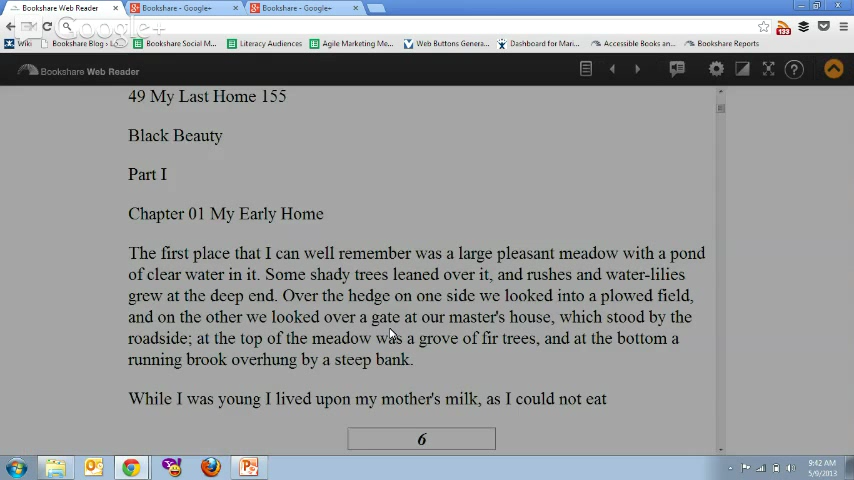 Bookshare Web Reader
Bookshare - Google+
Bookshare - Google+
Google+
Wiki
Bookshare Blog
Bookshare Social M...
Literacy Audiences
Agile Marketing Me...
Web Buttons Genera...
Dashboard for Mari...
Accessible Books an...
Bookshare Reports
133
Bookshare Web Reader
49 My Last Home 155
Black Beauty
Part I
Chapter 01 My Early Home
The first place that I can well remember was a large pleasant meadow with a pond
of clear water in it. Some shady trees leaned over it, and rushes and water-lilies
grew at the deep end. Over the hedge on one side we looked into a plowed field,
and on the other we looked over a gate at our master's house, which stood by the
roadside; at the top of the meadow was a grove of fir trees, and at the bottom a
running brook overhung by a steep bank.
While I was young I lived upon my mother's milk, as I could not eat
6
9:42 AM
5/9/2013